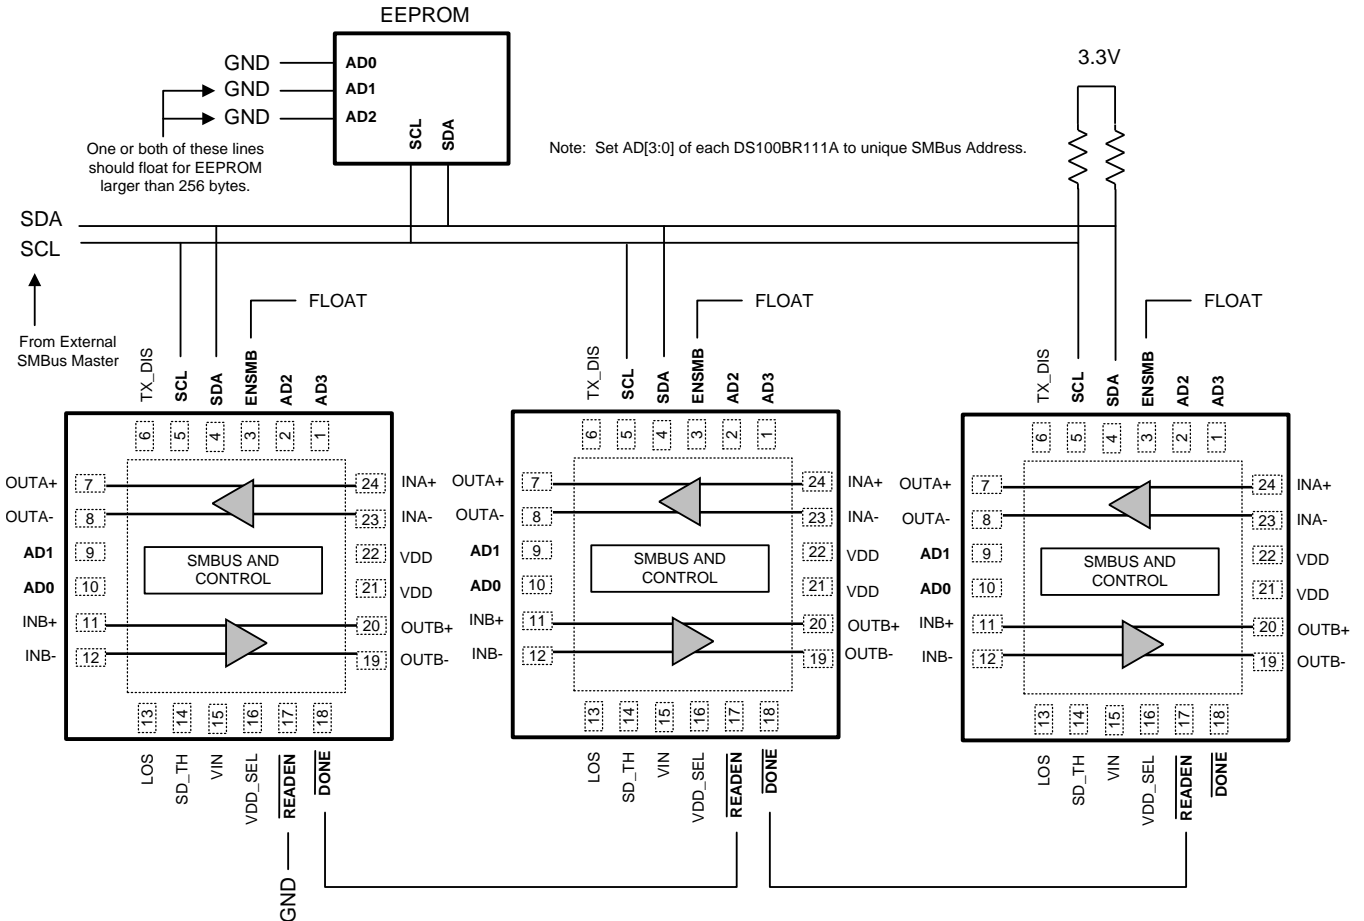 EEPROM
GND
AD0
GND
AD1
GND
AD2
SCL
SDA
One or both of these lines
should float for EEPROM
larger than 256 bytes.
Note: Set AD[3:0] of each DS100BR111A to unique SMBus Address.
3.3V
SDA
SCL
From External
SMBus Master
FLOAT
FLOAT
FLOAT
TX_DIS
SCL
SDA
ENSMB
AD2
AD3
6
5
4
3
2
1
OUTA+
7
24
INA+
OUTA-
8
23
INA-
AD1
9
22
VDD
AD0
10
21
VDD
SMBUS AND
CONTROL
INB+
11
20
OUTB+
INB-
12
19
OUTB-
13
14
15
16
17
18
LOS
SD_TH
VIN
VDD_SEL
READEN
DONE
GND
TX_DIS
SCL
SDA
ENSMB
AD2
AD3
6
5
4
3
2
1
OUTA+
7
24
INA+
OUTA-
8
23
INA-
AD1
9
22
VDD
AD0
10
21
VDD
SMBUS AND
CONTROL
INB+
11
20
OUTB+
INB-
12
19
OUTB-
13
14
15
16
17
18
LOS
SD_TH
VIN
VDD_SEL
READEN
DONE
TX_DIS
SCL
SDA
ENSMB
AD2
AD3
6
5
4
3
2
1
OUTA+
7
24
INA+
OUTA-
8
23
INA-
AD1
9
22
VDD
AD0
10
21
VDD
SMBUS AND
CONTROL
INB+
11
20
OUTB+
INB-
12
19
OUTB-
13
14
15
16
17
18
LOS
SD_TH
VIN
VDD_SEL
READEN
DONE